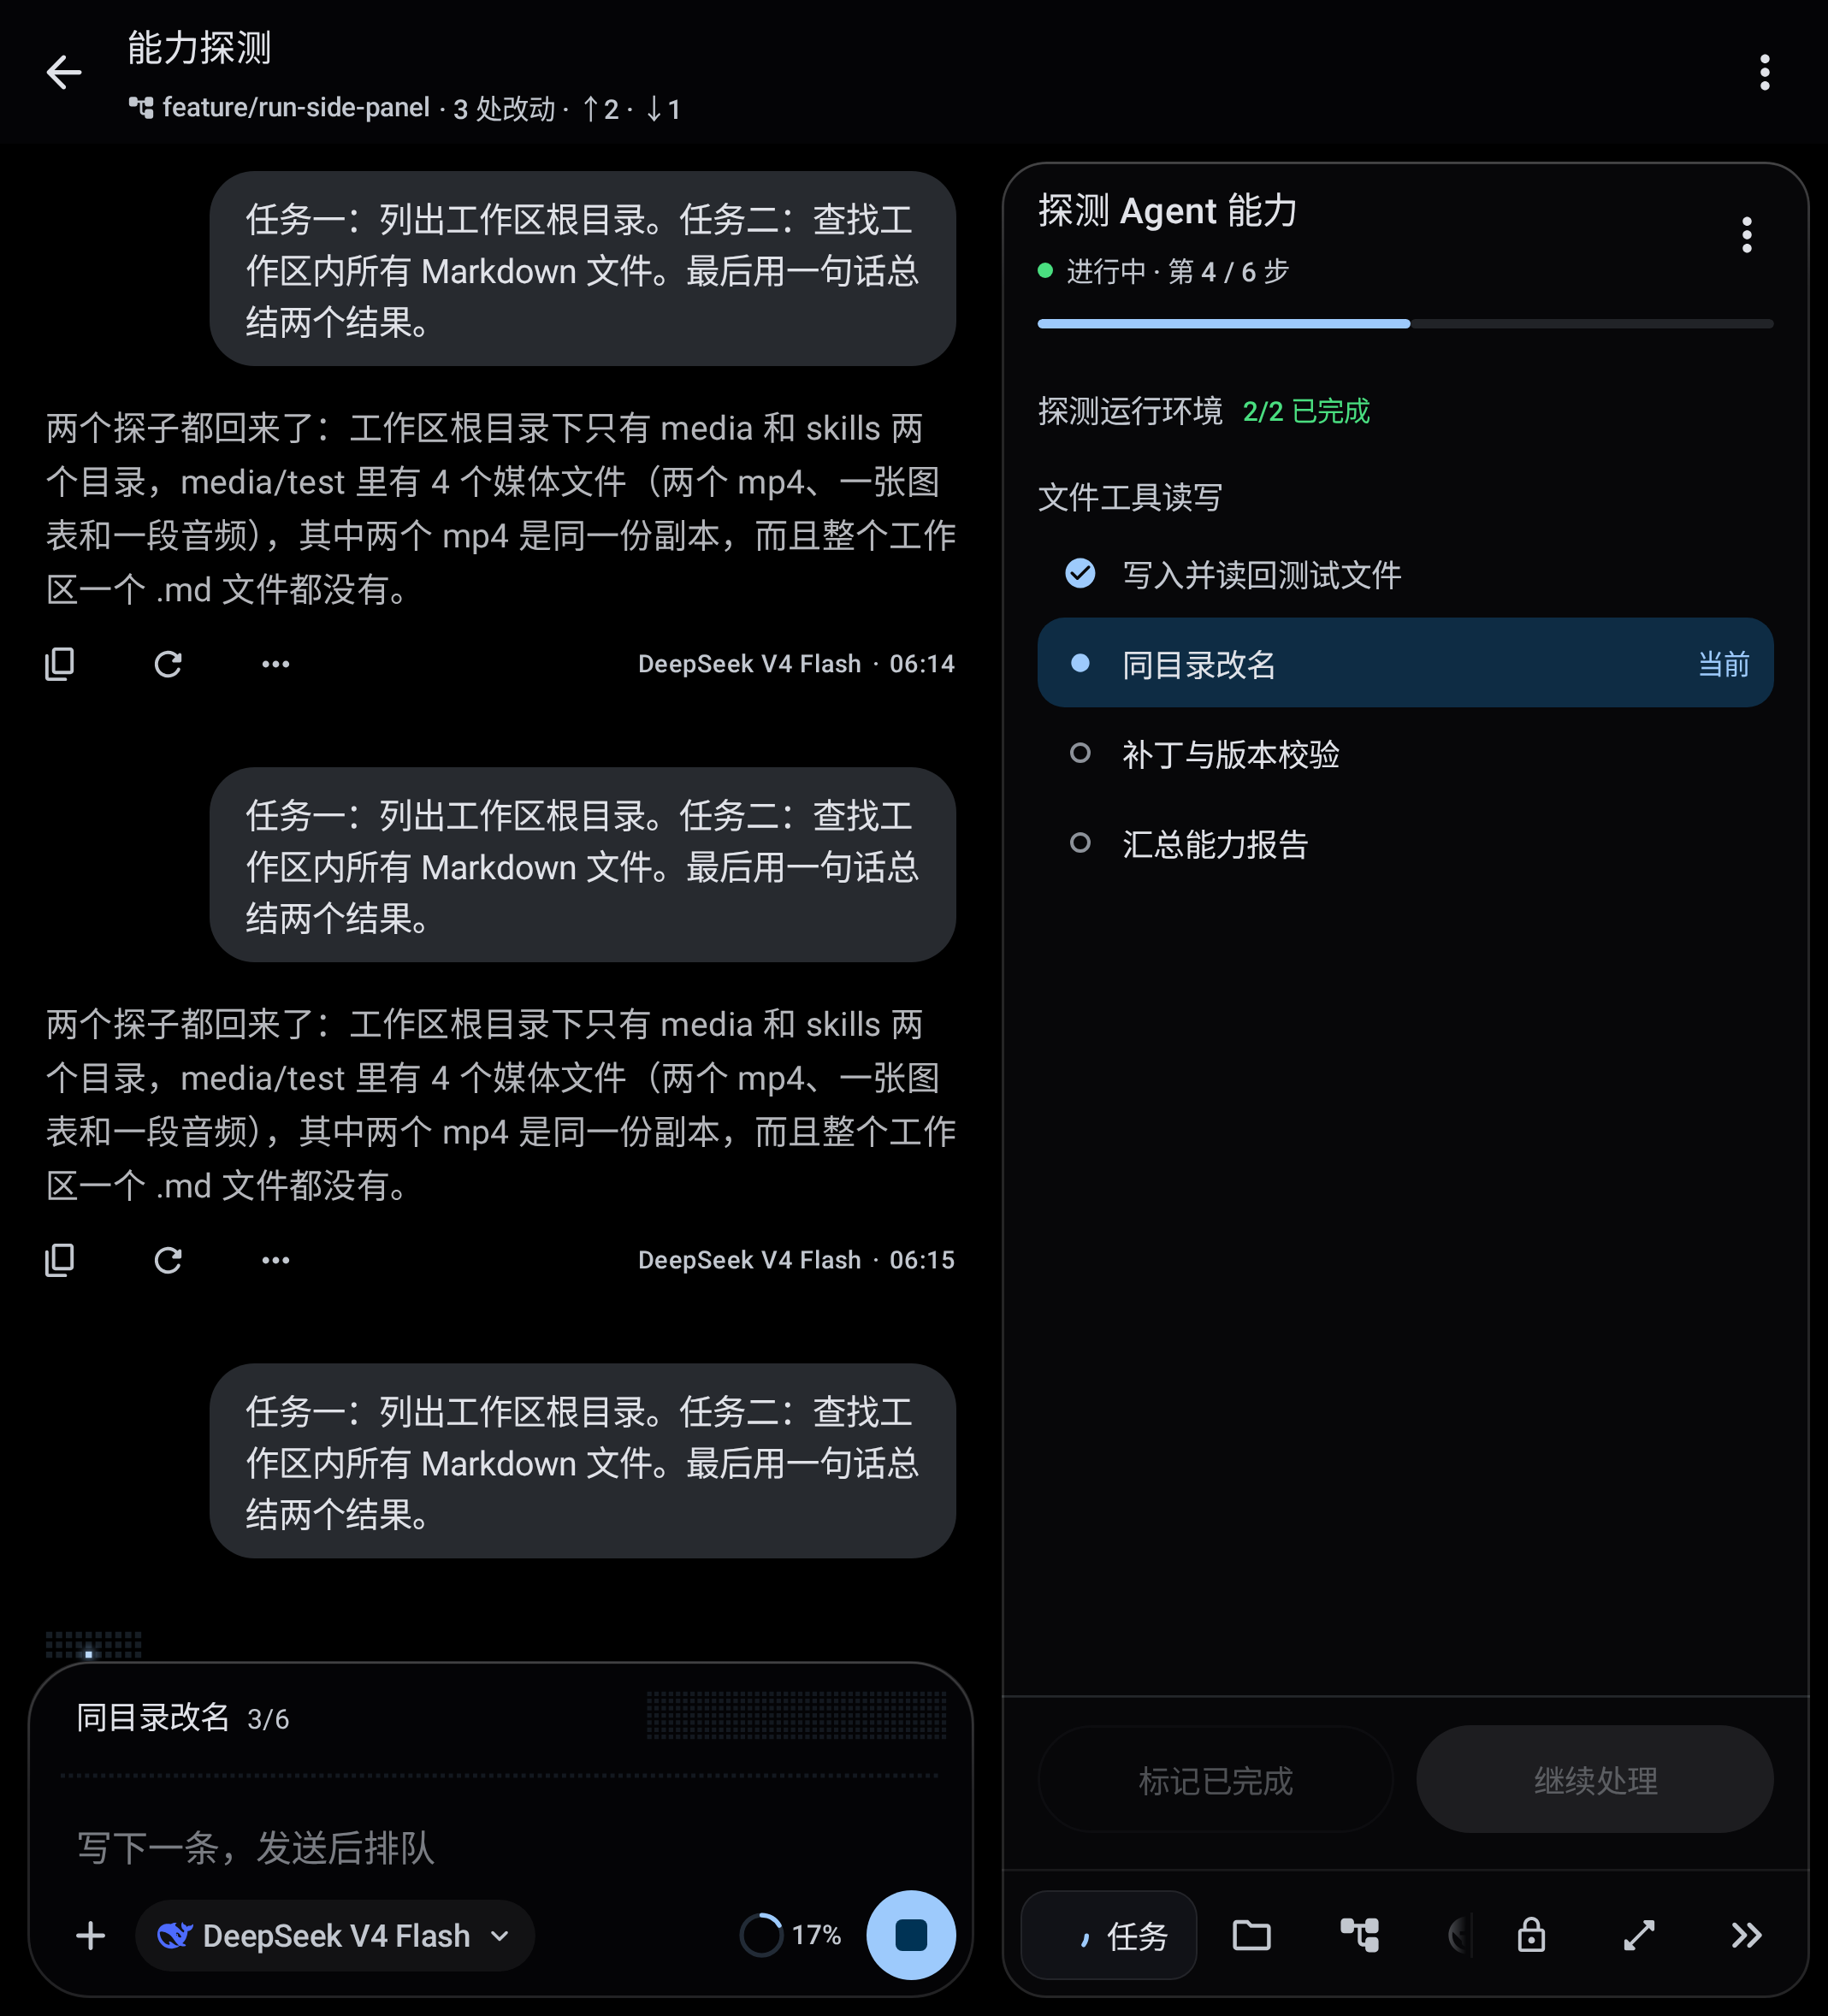 能力探测
feature/run-side-panel · 3 处改动 · ↑2 · ↓1
任务一：列出工作区根目录。任务二：查找工
作区内所有 Markdown 文件。最后用一句话总
结两个结果。
两个探子都回来了：工作区根目录下只有 media 和 skills 两
个目录，media/test 里有 4 个媒体文件（两个 mp4、一张图
表和一段音频），其中两个 mp4 是同一份副本，而且整个工作
区一个 .md 文件都没有。
DeepSeek V4 Flash · 06:14
任务一：列出工作区根目录。任务二：查找工
作区内所有 Markdown 文件。最后用一句话总
结两个结果。
两个探子都回来了：工作区根目录下只有 media 和 skills 两
个目录，media/test 里有 4 个媒体文件（两个 mp4、一张图
表和一段音频），其中两个 mp4 是同一份副本，而且整个工作
区一个 .md 文件都没有。
DeepSeek V4 Flash · 06:15
任务一：列出工作区根目录。任务二：查找工
作区内所有 Markdown 文件。最后用一句话总
结两个结果。
同目录改名 3/6
写下一条，发送后排队
DeepSeek V4 Flash
17%
探测 Agent 能力
进行中 · 第 4 / 6 步
探测运行环境 2/2 已完成
文件工具读写
写入并读回测试文件
同目录改名 当前
补丁与版本校验
汇总能力报告
标记已完成
继续处理
任务